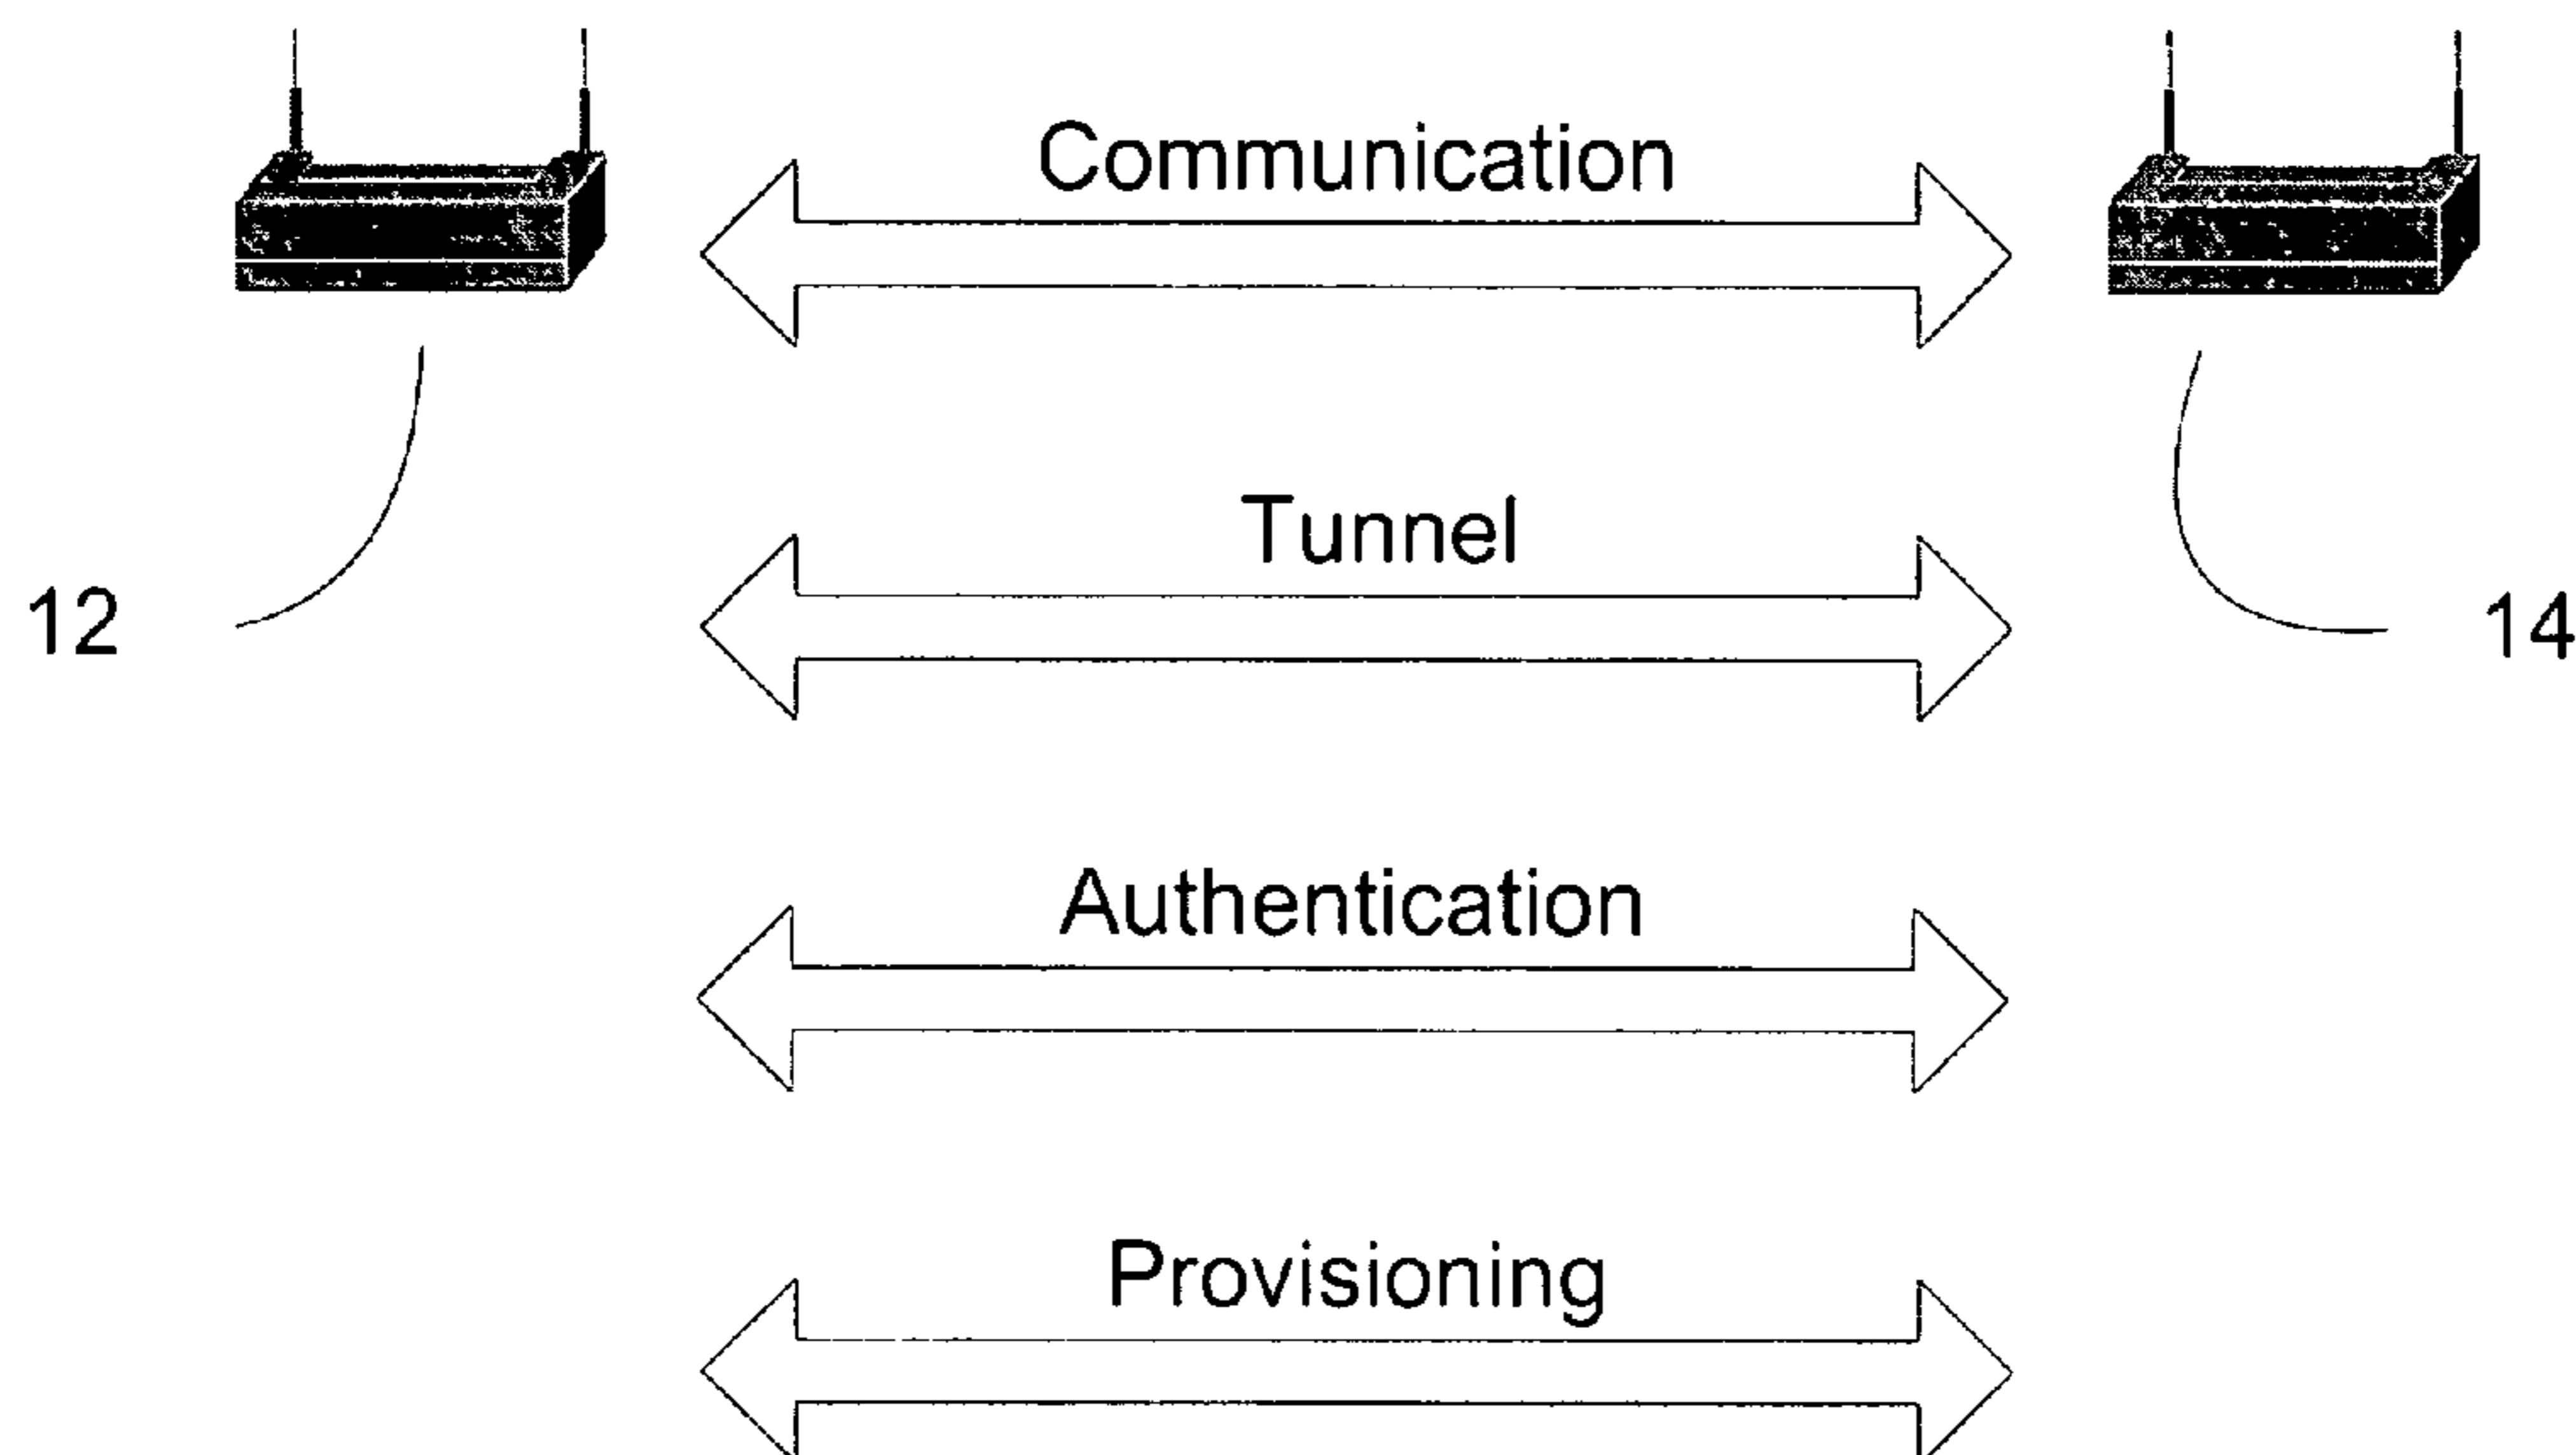 Communication
Tunnel
12
14
Authentication
Provisioning